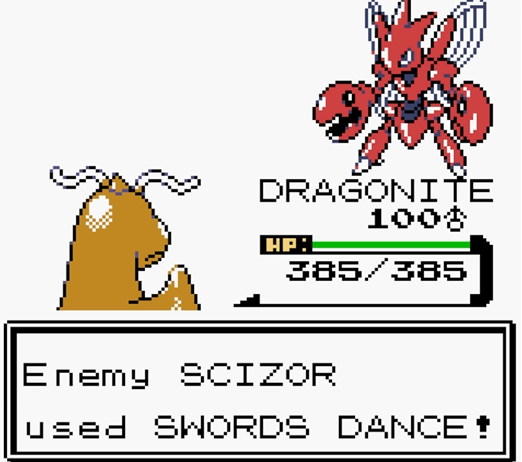 DRAGONITE
100♂
HP:
385/385
Enemy SCIZOR
used SWORDS DANCE!